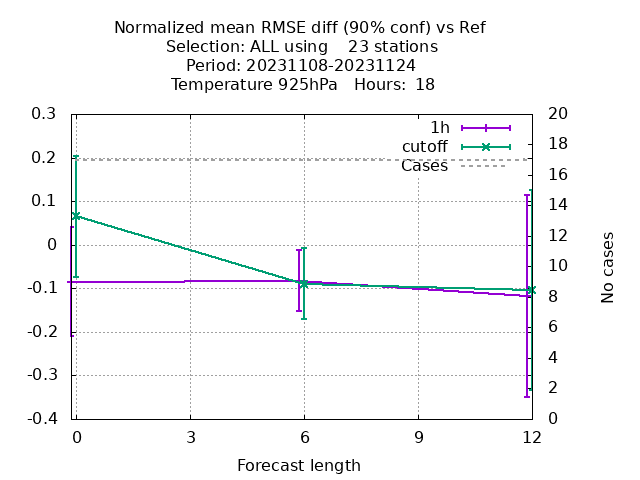 Normalized mean RMSE diff (90% conf) vs Ref
Selection: ALL using    23 stations
Period: 20231108-20231124
Temperature 925hPa   Hours:  18
0.3
0.2
0.1
0
-0.1
-0.2
-0.3
-0.4
20
18
16
14
12
10
8
6
4
2
0
1h
cutoff
Cases
No cases
0 3 6 9 12
Forecast length